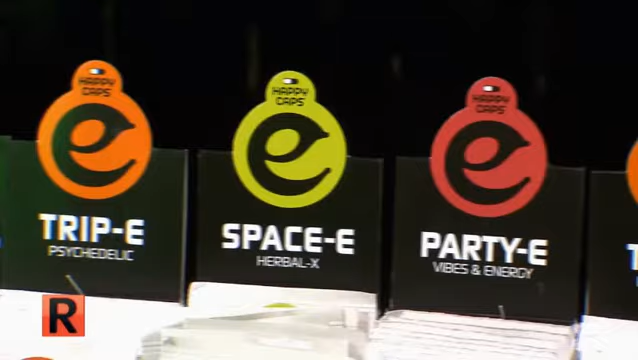 HAPPY
CAPS
e
TRIP-E
PSYCHEDELIC
HAPPY
CAPS
e
SPACE-E
HERBAL-X
HAPPY
CAPS
e
PARTY-E
VIBES & ENERGY
R